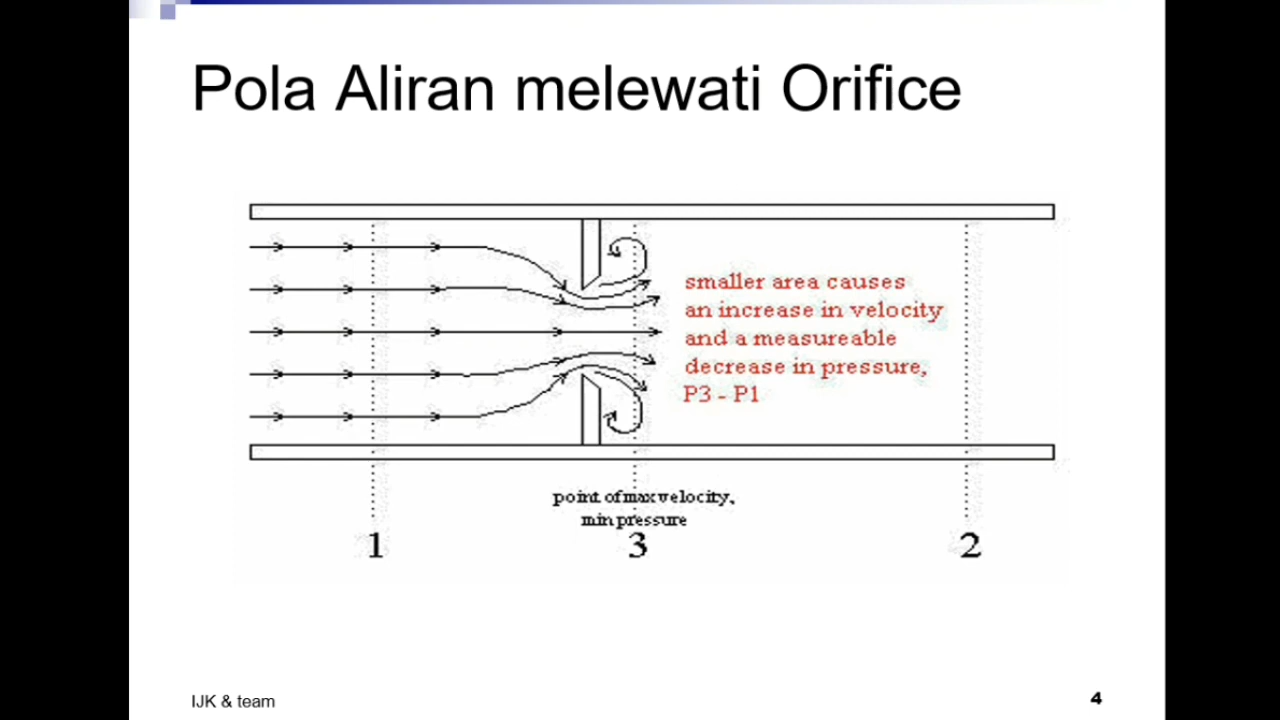 Pola Aliran melewati Orifice
smaller area causes
an increase in velocity
and a measureable
decrease in pressure,
P3 - P1
point of max velocity,
min pressure
1
3
2
IJK & team
4